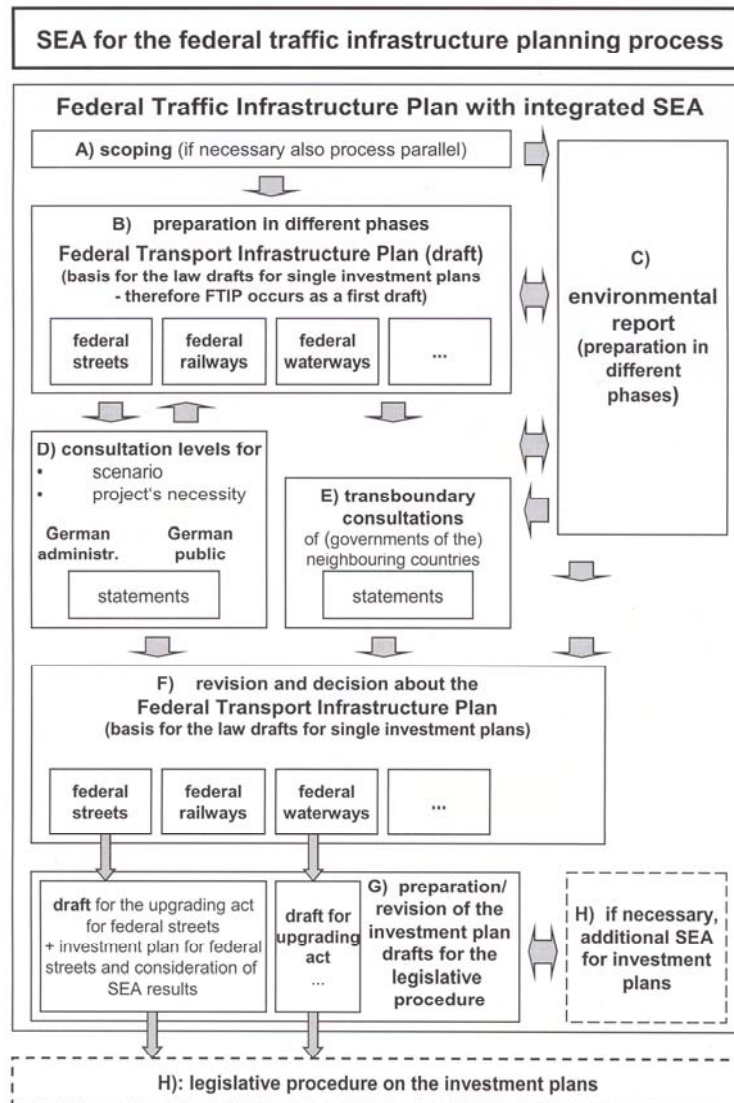 SEA for the federal traffic infrastructure planning process
Federal Traffic Infrastructure Plan with integrated SEA
A) scoping (if necessary also process parallel)
B) preparation in different phases
Federal Transport Infrastructure Plan (draft)
(basis for the law drafts for single investment plans
- therefore FTIP occurs as a first draft)
federal
streets
federal
railways
federal
waterways
...
C)
environmental
report
(preparation in
different
phases)
D) consultation levels for
• scenario
• project's necessity
German
administr.
German
public
statements
E) transboundary
consultations
of (governments of the)
neighbouring countries
statements
F) revision and decision about the
Federal Transport Infrastructure Plan
(basis for the law drafts for single investment plans)
federal
streets
federal
railways
federal
waterways
...
draft for the upgrading act
for federal streets
+ investment plan for federal
streets and consideration of
SEA results
draft for
upgrading
act
...
G) preparation/
revision of the
investment plan
drafts for the
legislative
procedure
H) if necessary,
additional SEA
for investment
plans
H): legislative procedure on the investment plans